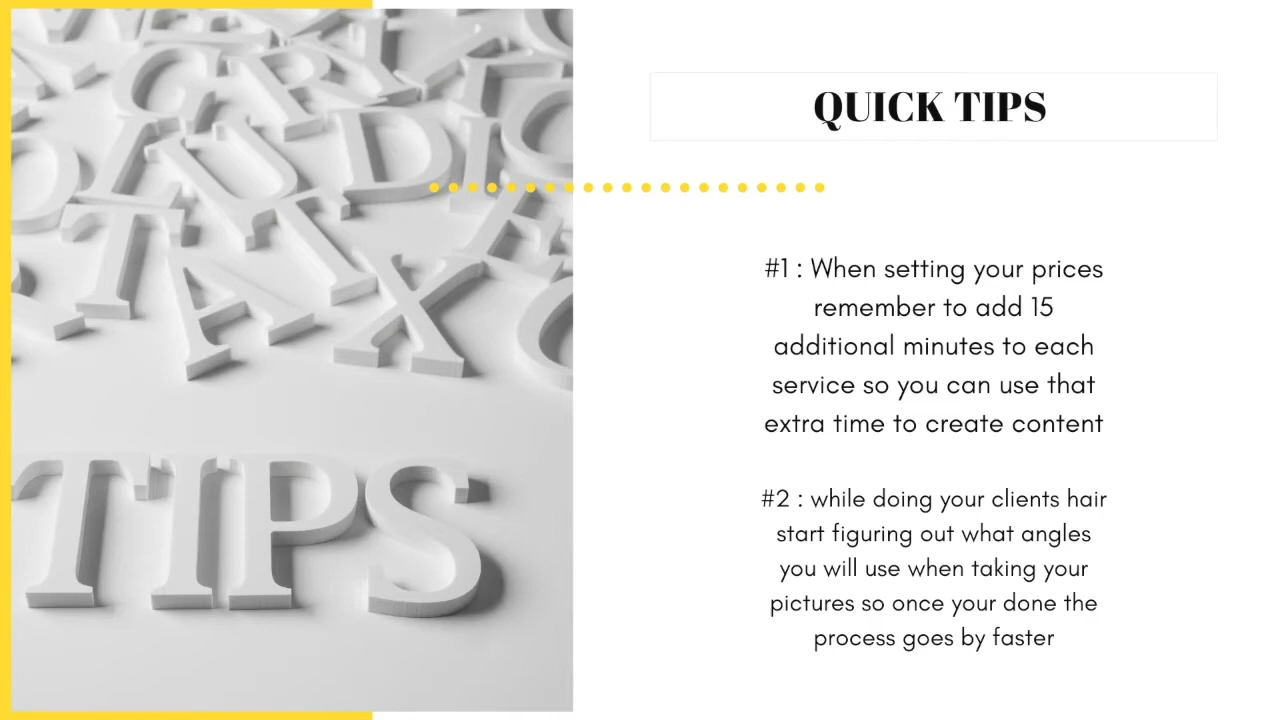 QUICK TIPS
#1 : When setting your prices
remember to add 15
additional minutes to each
service so you can use that
extra time to create content
#2 : while doing your clients hair
start figuring out what angles
you will use when taking your
pictures so once your done the
process goes by faster
TIPS